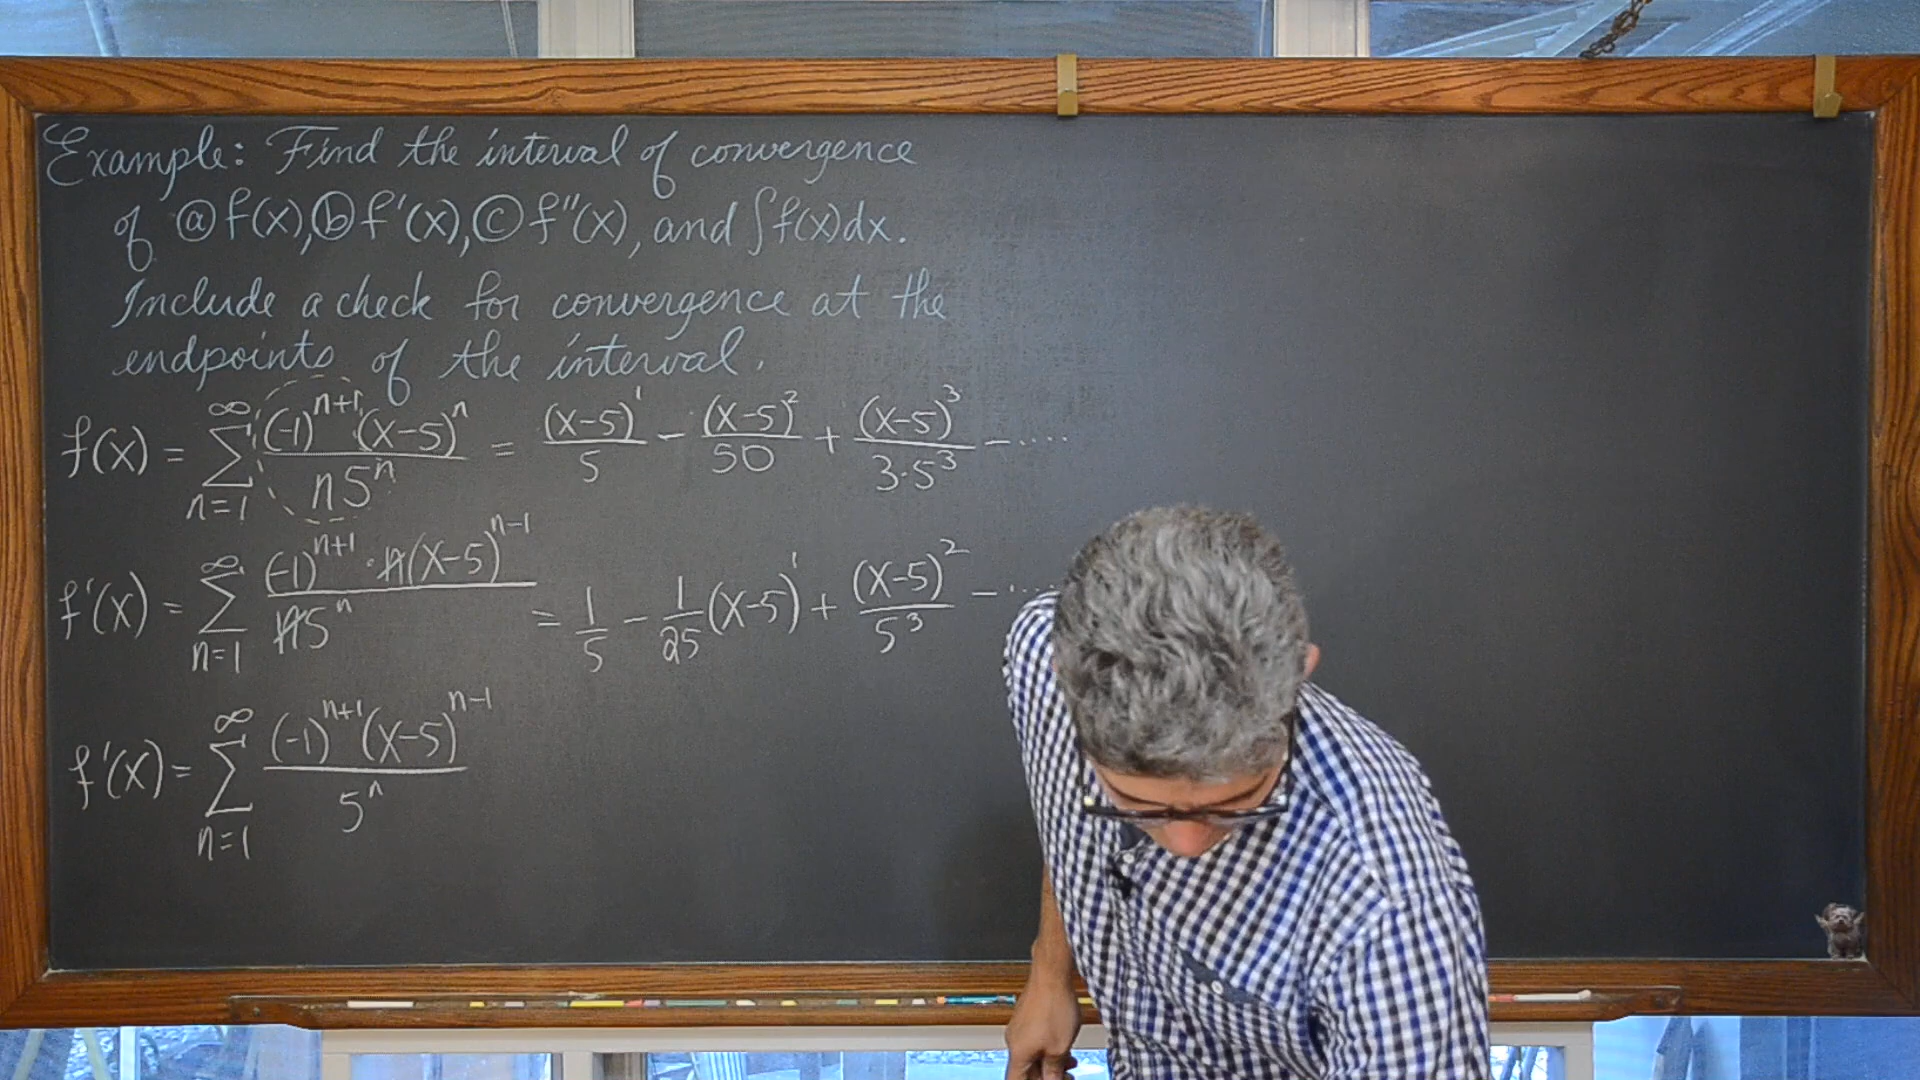 Example: Find the interval of convergence
of ⓐ f(x), ⓑ f'(x), ⓒ f''(x), and ∫f(x)dx.
Include a check for convergence at the
endpoints of the interval.
f(x) = ∑_{n=1}^{∞} (-1)^{n+1}·(x-5)^n / n5^n = (x-5)^1/5 - (x-5)^2/50 + (x-5)^3/3·5^3 - ....
f'(x) = ∑_{n=1}^{∞} (-1)^{n+1}·n(x-5)^{n-1} / n5^n = 1/5 - 1/25 (x-5)^1 + (x-5)^2/5^3 - ...
f'(x) = ∑_{n=1}^{∞} (-1)^{n+1}(x-5)^{n-1} / 5^n